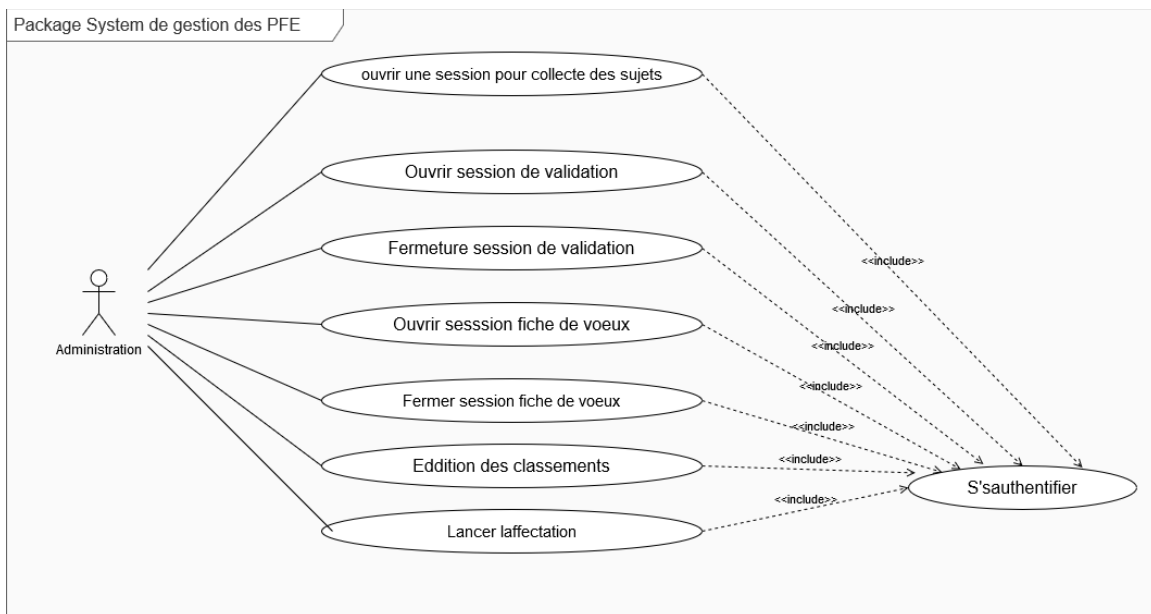 Package System de gestion des PFE
ouvrir une session pour collecte des sujets
Ouvrir session de validation
Fermeture session de validation
<<include>>
<<include>>
Ouvrir sesssion fiche de voeux
<<include>>
Administration
<<include>>
Fermer session fiche de voeux
<<include>>
Eddition des classements
<<include>>
S'sauthentifier
<<include>>
Lancer laffectation